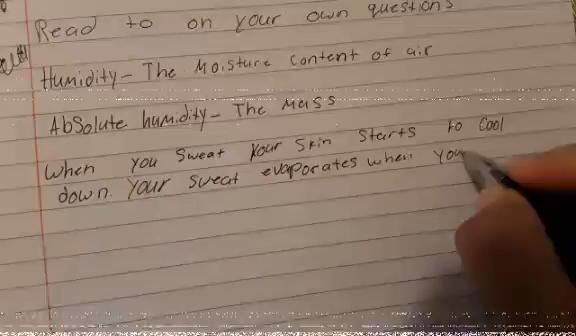 Read to on your own questions
Humidity - The Moisture Content of air
Absolute humidity - The mass
When you sweat your skin starts to cool
down. Your sweat evaporates when you